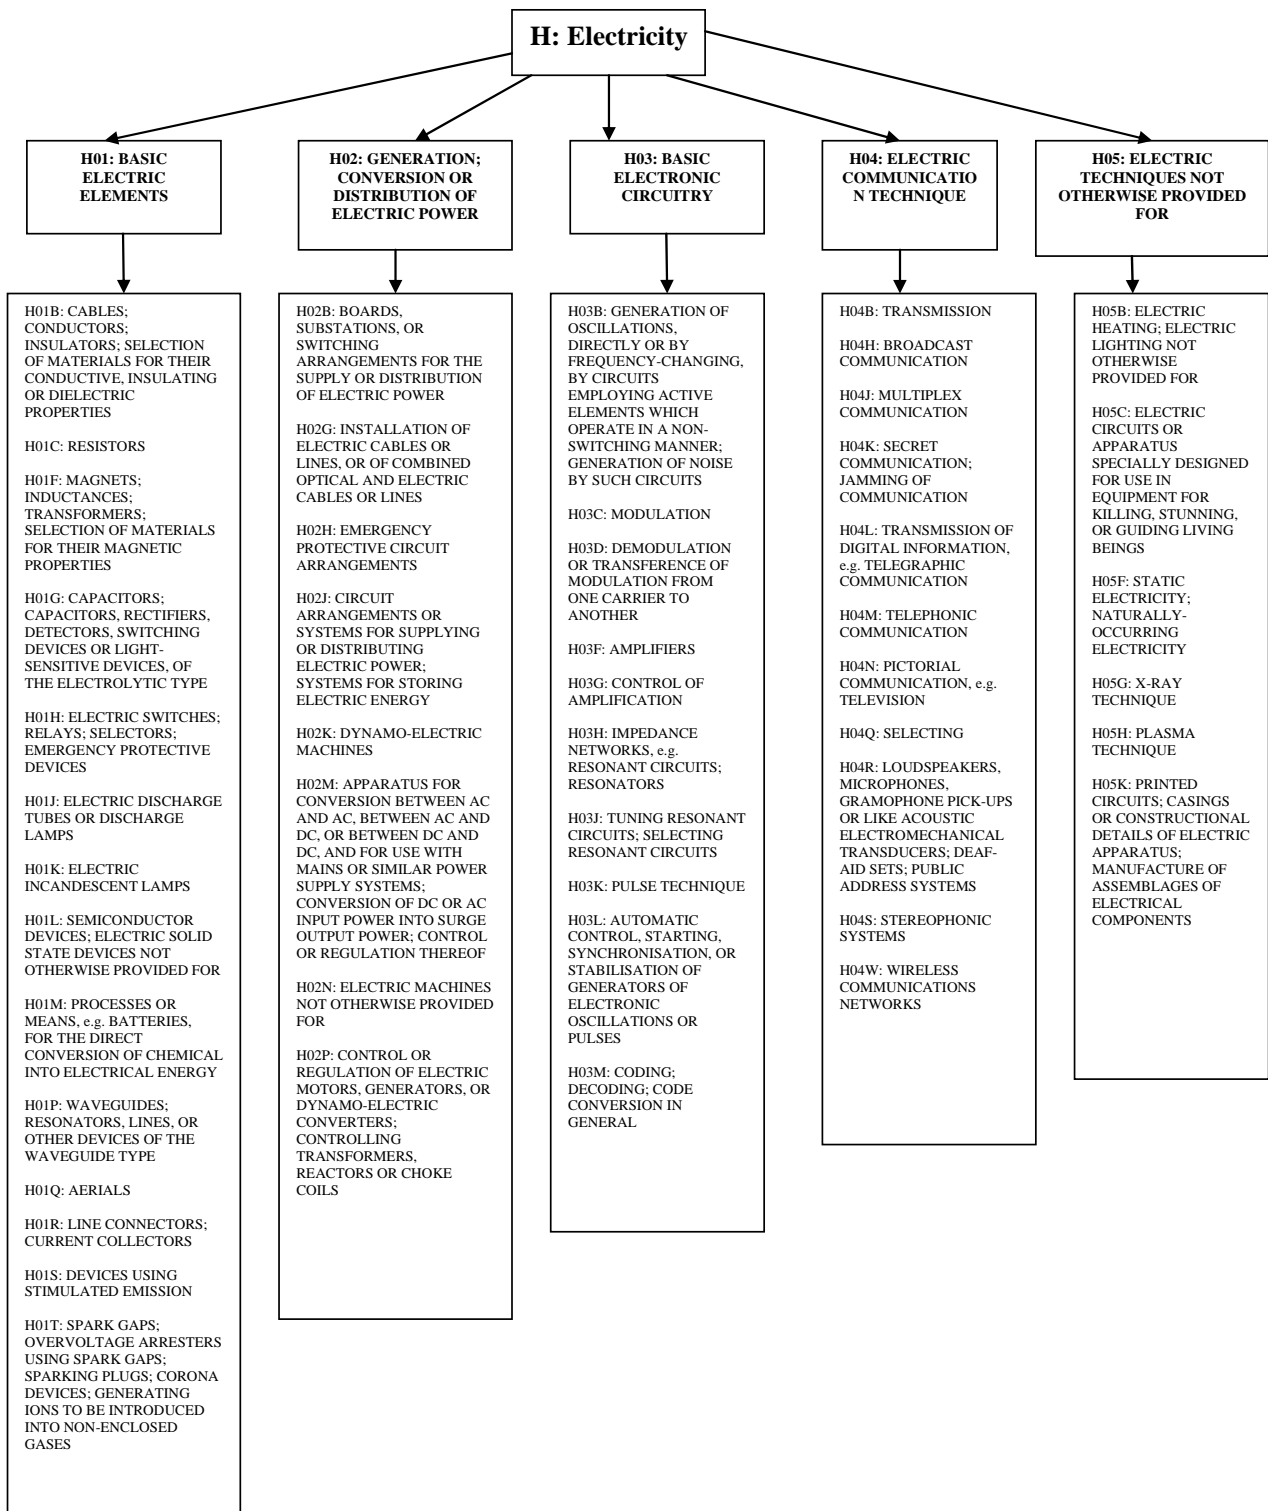 H: Electricity
H01: BASIC
ELECTRIC
ELEMENTS
H02: GENERATION;
CONVERSION OR
DISTRIBUTION OF
ELECTRIC POWER
H03: BASIC
ELECTRONIC
CIRCUITRY
H04: ELECTRIC
COMMUNICATIO
N TECHNIQUE
H05: ELECTRIC
TECHNIQUES NOT
OTHERWISE PROVIDED
FOR
H01B: CABLES;
CONDUCTORS;
INSULATORS; SELECTION
OF MATERIALS FOR THEIR
CONDUCTIVE, INSULATING
OR DIELECTRIC
PROPERTIES
H01C: RESISTORS
H01F: MAGNETS;
INDUCTANCES;
TRANSFORMERS;
SELECTION OF MATERIALS
FOR THEIR MAGNETIC
PROPERTIES
H01G: CAPACITORS;
CAPACITORS, RECTIFIERS,
DETECTORS, SWITCHING
DEVICES OR LIGHT-
SENSITIVE DEVICES, OF
THE ELECTROLYTIC TYPE
H01H: ELECTRIC SWITCHES;
RELAYS; SELECTORS;
EMERGENCY PROTECTIVE
DEVICES
H01J: ELECTRIC DISCHARGE
TUBES OR DISCHARGE
LAMPS
H01K: ELECTRIC
INCANDESCENT LAMPS
H01L: SEMICONDUCTOR
DEVICES; ELECTRIC SOLID
STATE DEVICES NOT
OTHERWISE PROVIDED FOR
H01M: PROCESSES OR
MEANS, e.g. BATTERIES,
FOR THE DIRECT
CONVERSION OF CHEMICAL
INTO ELECTRICAL ENERGY
H01P: WAVEGUIDES;
RESONATORS, LINES, OR
OTHER DEVICES OF THE
WAVEGUIDE TYPE
H01Q: AERIALS
H01R: LINE CONNECTORS;
CURRENT COLLECTORS
H01S: DEVICES USING
STIMULATED EMISSION
H01T: SPARK GAPS;
OVERVOLTAGE ARRESTERS
USING SPARK GAPS;
SPARKING PLUGS; CORONA
DEVICES; GENERATING
IONS TO BE INTRODUCED
INTO NON-ENCLOSED
GASES
H02B: BOARDS,
SUBSTATIONS, OR
SWITCHING
ARRANGEMENTS FOR THE
SUPPLY OR DISTRIBUTION
OF ELECTRIC POWER
H02G: INSTALLATION OF
ELECTRIC CABLES OR
LINES, OR OF COMBINED
OPTICAL AND ELECTRIC
CABLES OR LINES
H02H: EMERGENCY
PROTECTIVE CIRCUIT
ARRANGEMENTS
H02J: CIRCUIT
ARRANGEMENTS OR
SYSTEMS FOR SUPPLYING
OR DISTRIBUTING
ELECTRIC POWER;
SYSTEMS FOR STORING
ELECTRIC ENERGY
H02K: DYNAMO-ELECTRIC
MACHINES
H02M: APPARATUS FOR
CONVERSION BETWEEN AC
AND AC, BETWEEN AC AND
DC, OR BETWEEN DC AND
DC, AND FOR USE WITH
MAINS OR SIMILAR POWER
SUPPLY SYSTEMS;
CONVERSION OF DC OR AC
INPUT POWER INTO SURGE
OUTPUT POWER; CONTROL
OR REGULATION THEREOF
H02N: ELECTRIC MACHINES
NOT OTHERWISE PROVIDED
FOR
H02P: CONTROL OR
REGULATION OF ELECTRIC
MOTORS, GENERATORS, OR
DYNAMO-ELECTRIC
CONVERTERS;
CONTROLLING
TRANSFORMERS,
REACTORS OR CHOKE
COILS
H03B: GENERATION OF
OSCILLATIONS,
DIRECTLY OR BY
FREQUENCY-CHANGING,
BY CIRCUITS
EMPLOYING ACTIVE
ELEMENTS WHICH
OPERATE IN A NON-
SWITCHING MANNER;
GENERATION OF NOISE
BY SUCH CIRCUITS
H03C: MODULATION
H03D: DEMODULATION
OR TRANSFERENCE OF
MODULATION FROM
ONE CARRIER TO
ANOTHER
H03F: AMPLIFIERS
H03G: CONTROL OF
AMPLIFICATION
H03H: IMPEDANCE
NETWORKS, e.g.
RESONANT CIRCUITS;
RESONATORS
H03J: TUNING RESONANT
CIRCUITS; SELECTING
RESONANT CIRCUITS
H03K: PULSE TECHNIQUE
H03L: AUTOMATIC
CONTROL, STARTING,
SYNCHRONISATION, OR
STABILISATION OF
GENERATORS OF
ELECTRONIC
OSCILLATIONS OR
PULSES
H03M: CODING;
DECODING; CODE
CONVERSION IN
GENERAL
H04B: TRANSMISSION
H04H: BROADCAST
COMMUNICATION
H04J: MULTIPLEX
COMMUNICATION
H04K: SECRET
COMMUNICATION;
JAMMING OF
COMMUNICATION
H04L: TRANSMISSION OF
DIGITAL INFORMATION,
e.g. TELEGRAPHIC
COMMUNICATION
H04M: TELEPHONIC
COMMUNICATION
H04N: PICTORIAL
COMMUNICATION, e.g.
TELEVISION
H04Q: SELECTING
H04R: LOUDSPEAKERS,
MICROPHONES,
GRAMOPHONE PICK-UPS
OR LIKE ACOUSTIC
ELECTROMECHANICAL
TRANSDUCERS; DEAF-
AID SETS; PUBLIC
ADDRESS SYSTEMS
H04S: STEREOPHONIC
SYSTEMS
H04W: WIRELESS
COMMUNICATIONS
NETWORKS
H05B: ELECTRIC
HEATING; ELECTRIC
LIGHTING NOT
OTHERWISE
PROVIDED FOR
H05C: ELECTRIC
CIRCUITS OR
APPARATUS
SPECIALLY DESIGNED
FOR USE IN
EQUIPMENT FOR
KILLING, STUNNING,
OR GUIDING LIVING
BEINGS
H05F: STATIC
ELECTRICITY;
NATURALLY-
OCCURRING
ELECTRICITY
H05G: X-RAY
TECHNIQUE
H05H: PLASMA
TECHNIQUE
H05K: PRINTED
CIRCUITS; CASINGS
OR CONSTRUCTIONAL
DETAILS OF ELECTRIC
APPARATUS;
MANUFACTURE OF
ASSEMBLAGES OF
ELECTRICAL
COMPONENTS